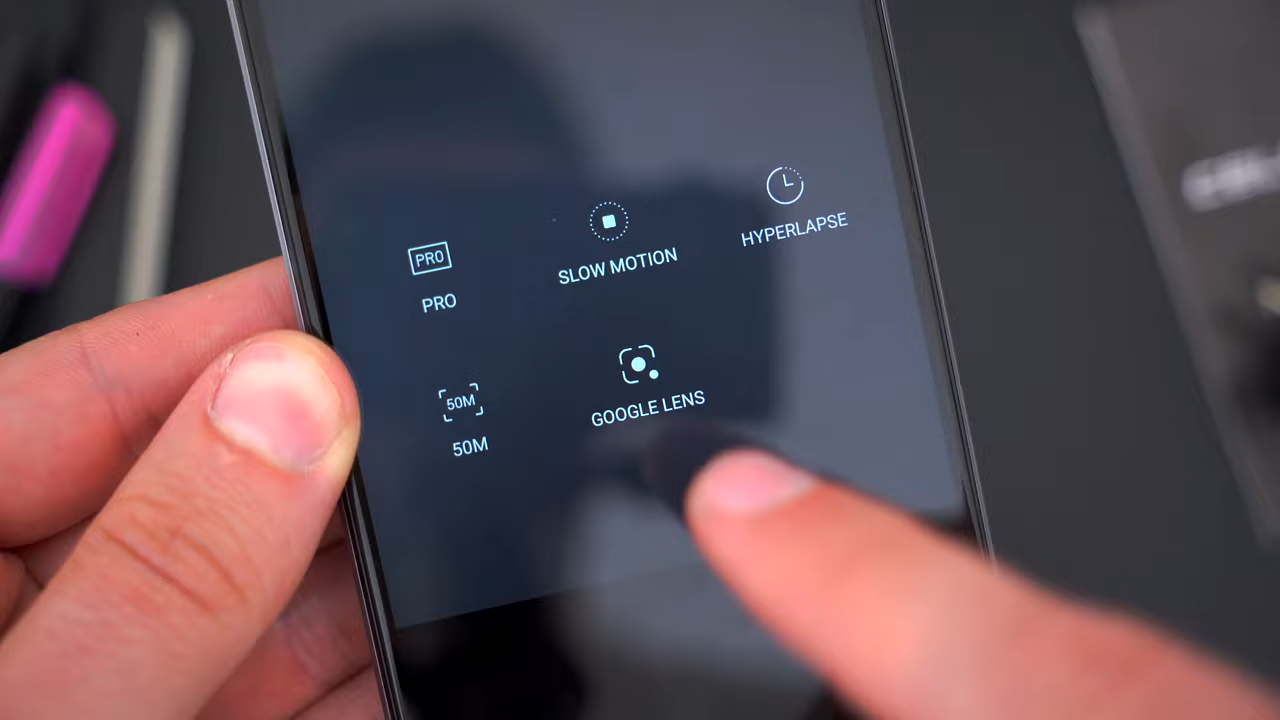 PRO
PRO
SLOW MOTION
HYPERLAPSE
50M
50M
GOOGLE LENS